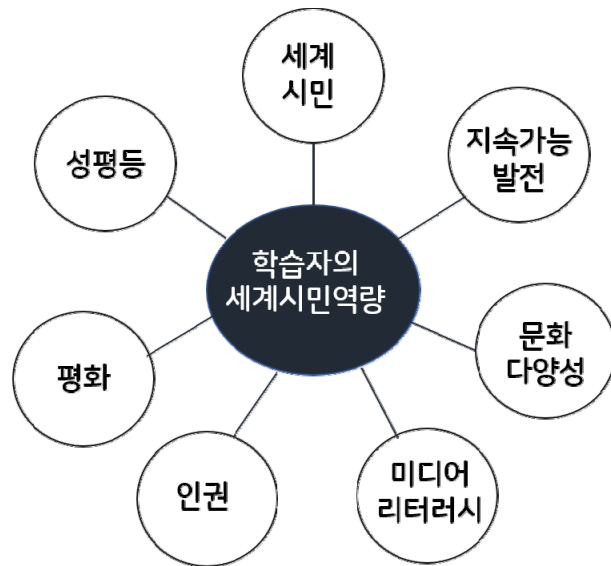 세계
시민
지속가능
발전
문화
다양성
미디어
리터러시
인권
평화
성평등
학습자의
세계시민역량